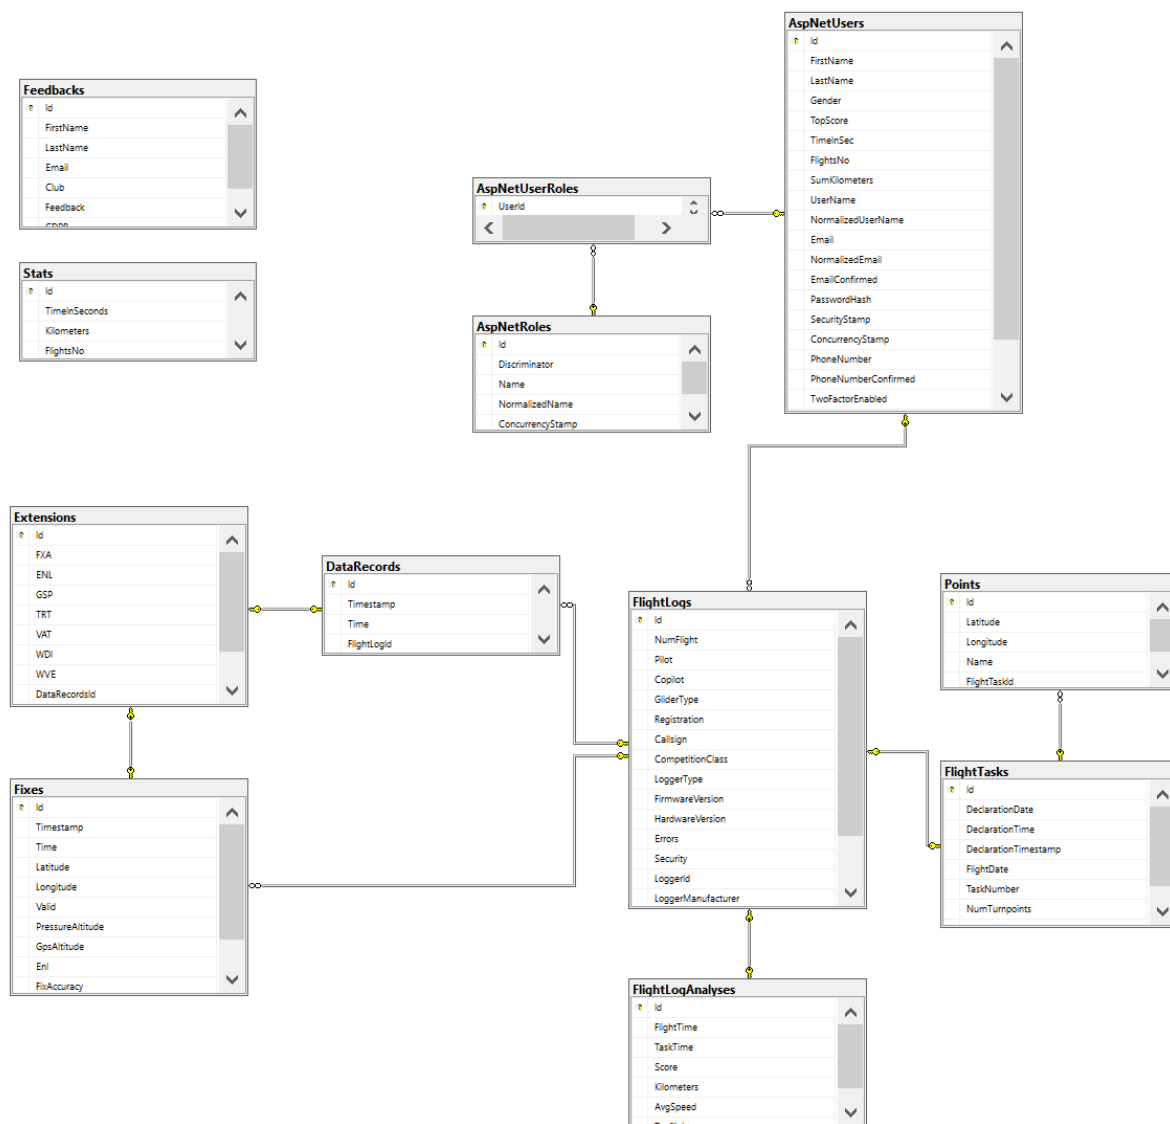 AspNetUsers
Id
FirstName
LastName
Gender
TopScore
TimeInSec
FlightsNo
SumKilometers
UserName
NormalizedUserName
Email
NormalizedEmail
EmailConfirmed
PasswordHash
SecurityStamp
ConcurrencyStamp
PhoneNumber
PhoneNumberConfirmed
TwoFactorEnabled
Feedbacks
Id
FirstName
LastName
Email
Club
Feedback
GDPR
AspNetUserRoles
UserId
Stats
Id
TimeInSeconds
Kilometers
FlightsNo
AspNetRoles
Id
Discriminator
Name
NormalizedName
ConcurrencyStamp
Extensions
Id
FXA
ENL
GSP
TRT
VAT
WDI
WVE
DataRecordsId
DataRecords
Id
Timestamp
Time
FlightLogId
FlightLogs
Id
NumFlight
Pilot
Copilot
GliderType
Registration
Callsign
CompetitionClass
LoggerType
FirmwareVersion
HardwareVersion
Errors
Security
LoggerId
LoggerManufacturer
Points
Id
Latitude
Longitude
Name
FlightTaskId
FlightTasks
Id
DeclarationDate
DeclarationTime
DeclarationTimestamp
FlightDate
TaskNumber
NumTurnpoints
Fixes
Id
Timestamp
Time
Latitude
Longitude
Valid
PressureAltitude
GpsAltitude
Enl
FixAccuracy
FlightLogAnalyses
Id
FlightTime
TaskTime
Score
Kilometers
AvgSpeed